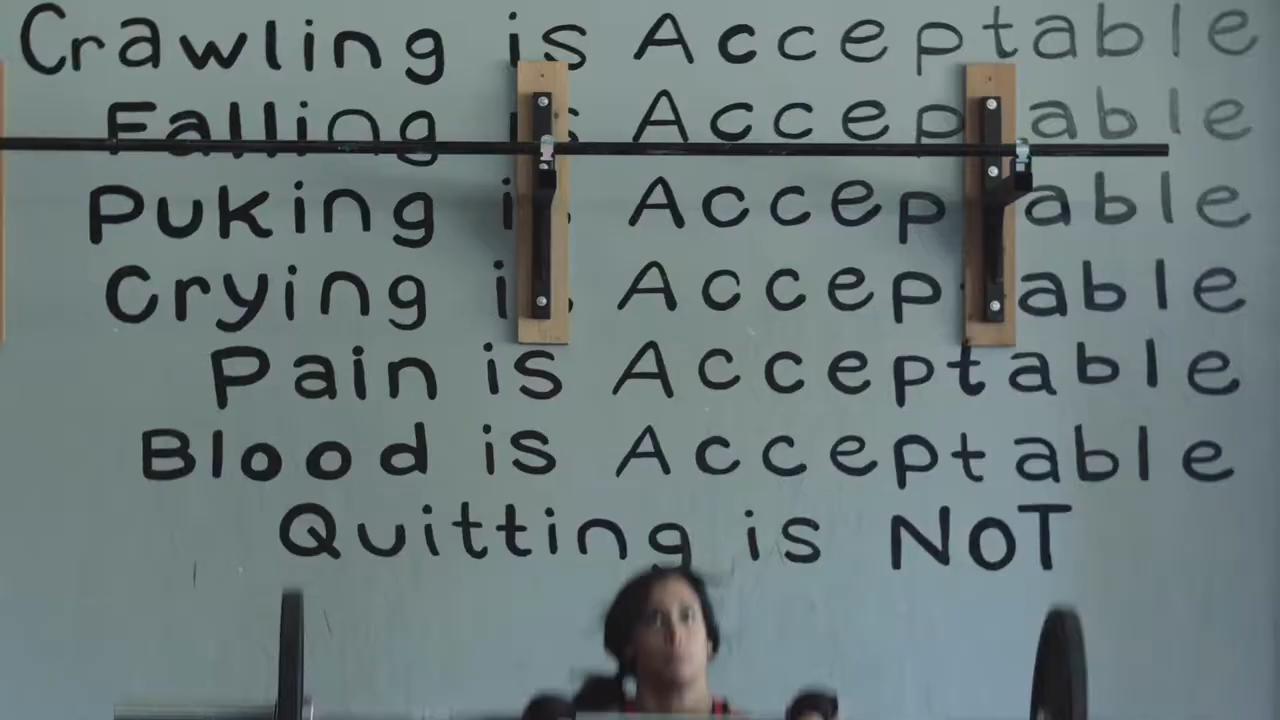 Crawling is Acceptable
Falling is Acceptable
Puking is Acceptable
Crying is Acceptable
Pain is Acceptable
Blood is Acceptable
Quitting is NOT